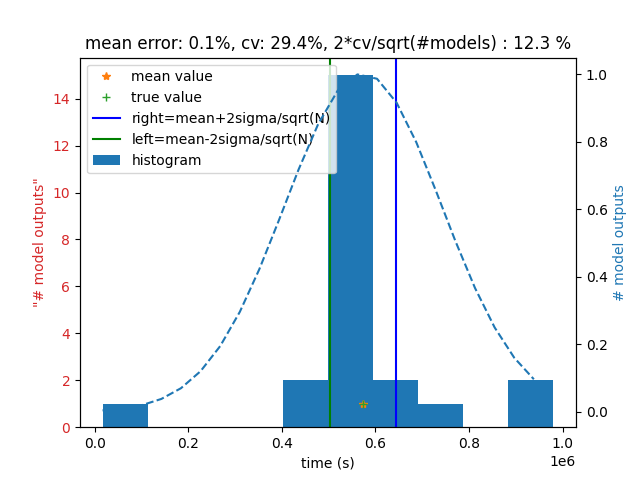 mean error: 0.1%, cv: 29.4%, 2*cv/sqrt(#models) : 12.3 %
mean value
true value
right=mean+2sigma/sqrt(N)
left=mean-2sigma/sqrt(N)
histogram
"# model outputs"
14
12
10
8
6
4
2
0
1.0
0.8
0.6
0.4
0.2
0.0
# model outputs
0.0 0.2 0.4 0.6 0.8 1.0
1e6
time (s)